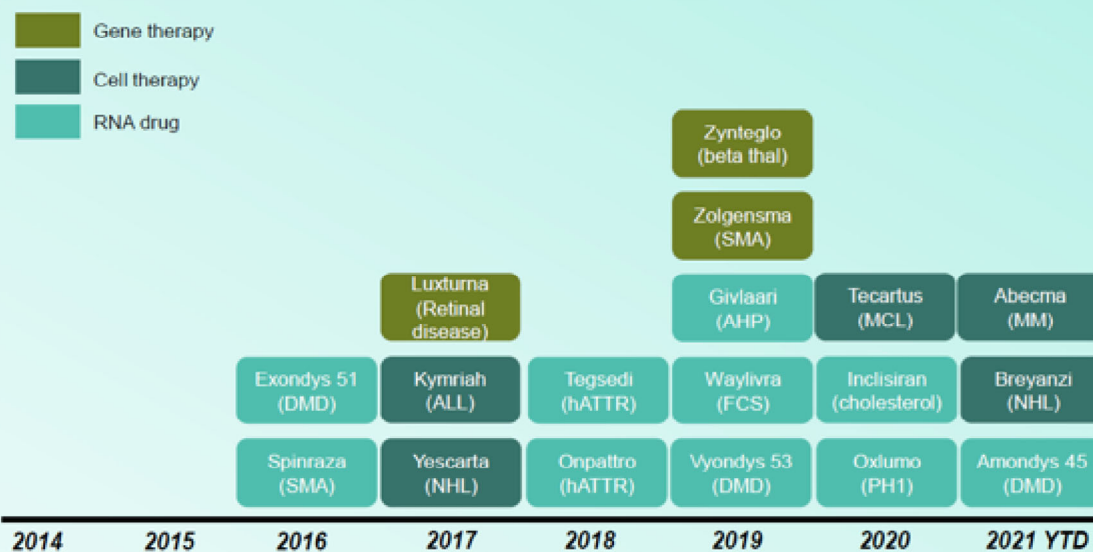 Gene therapy
Cell therapy
RNA drug
Zynteglo
(beta thal)
Zolgensma
(SMA)
Luxturna
(Retinal
disease)
Givlaari
(AHP)
Tecartus
(MCL)
Abecma
(MM)
Exondys 51
(DMD)
Kymriah
(ALL)
Tegsedi
(hATTR)
Waylivra
(FCS)
Inclisiran
(cholesterol)
Breyanzi
(NHL)
Spinraza
(SMA)
Yescarta
(NHL)
Onpattro
(hATTR)
Vyondys 53
(DMD)
Oxlumo
(PH1)
Amondys 45
(DMD)
2014 2015 2016 2017 2018 2019 2020 2021 YTD